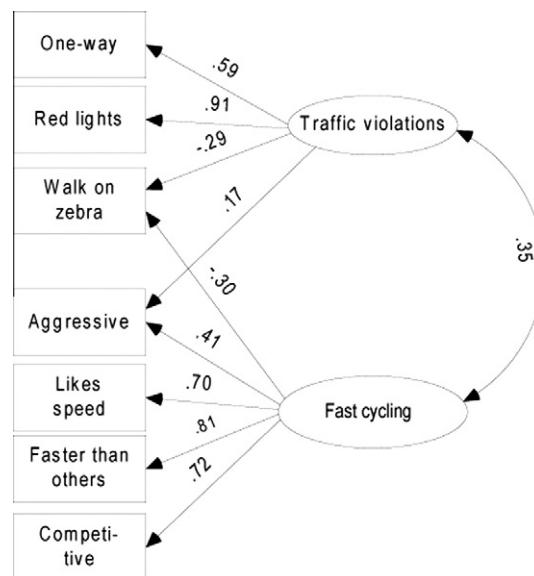 One-way
.59
.91
Red lights
Traffic violations
-.29
Walk on
zebra
.17
.35
-.30
Aggressive
.41
Likes
speed
.70
Fast cycling
.81
Faster than
others
.72
Competi-
tive